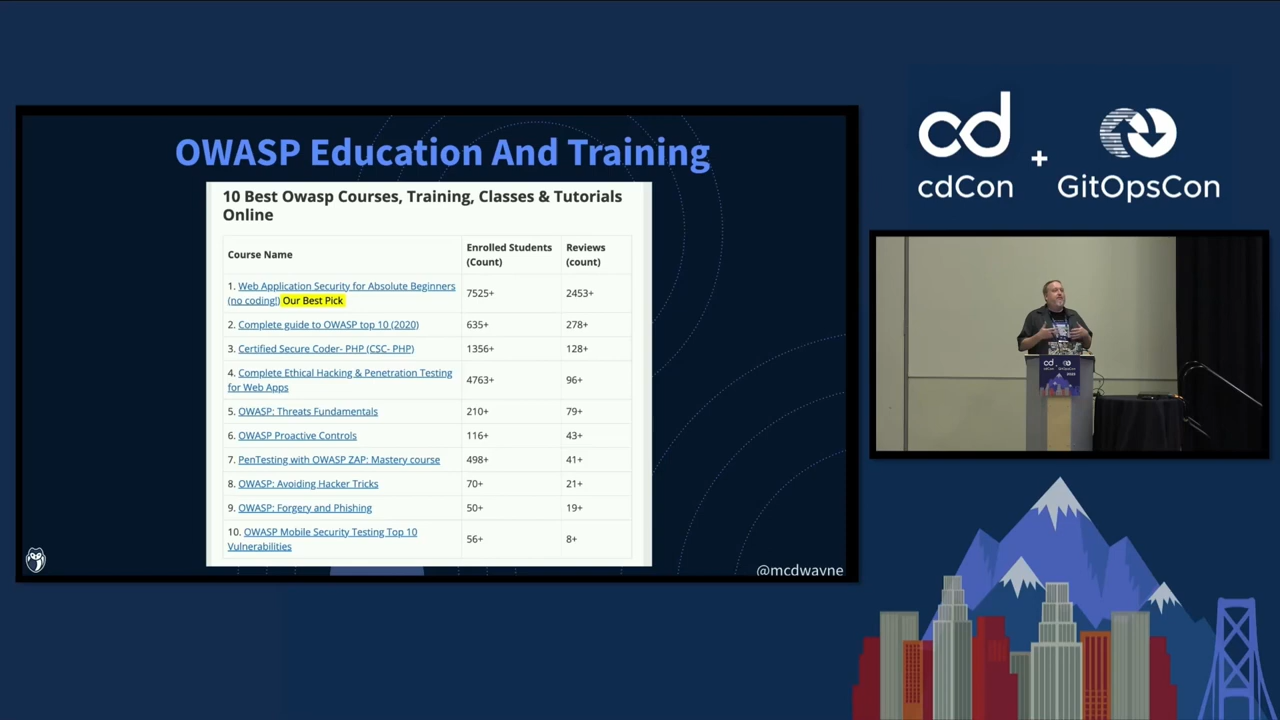 OWASP Education And Training
10 Best Owasp Courses, Training, Classes & Tutorials
Online
Course Name
Enrolled Students
(Count)
Reviews
(count)
1. Web Application Security for Absolute Beginners
(no coding!) Our Best Pick
7525+
2453+
2. Complete guide to OWASP top 10 (2020)
635+
278+
3. Certified Secure Coder- PHP (CSC- PHP)
1356+
128+
4. Complete Ethical Hacking & Penetration Testing
for Web Apps
4763+
96+
5. OWASP: Threats Fundamentals
210+
79+
6. OWASP Proactive Controls
116+
43+
7. PenTesting with OWASP ZAP: Mastery course
498+
41+
8. OWASP: Avoiding Hacker Tricks
70+
21+
9. OWASP: Forgery and Phishing
50+
19+
10. OWASP Mobile Security Testing Top 10
Vulnerabilities
56+
8+
@mcdwayne
cd
cdCon
+
GitOpsCon